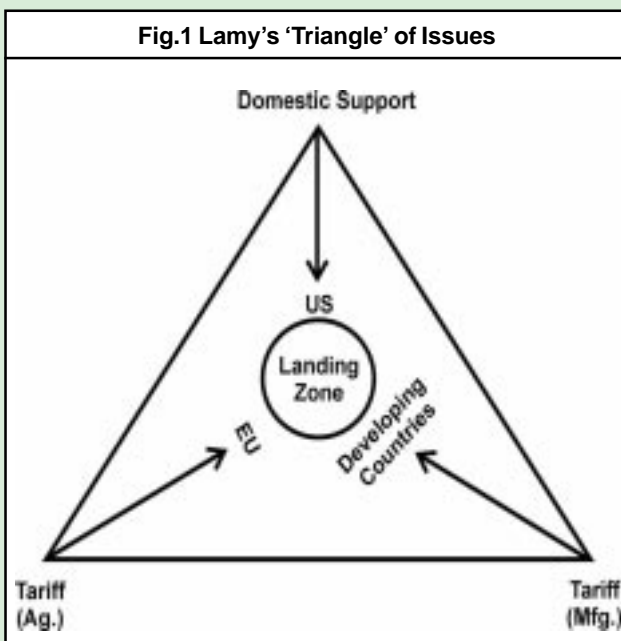 Fig.1 Lamy's 'Triangle' of Issues
Domestic Support
US
Landing
Zone
EU
Developing
Countries
Tariff
(Ag.)
Tariff
(Mfg.)